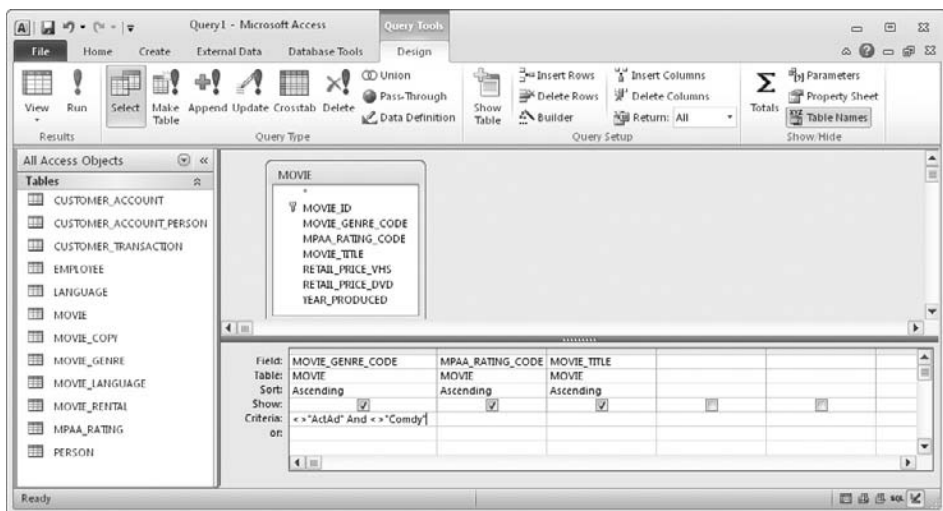 Query1 - Microsoft Access
Query Tools
File Home Create External Data Database Tools Design
View Run Select Make Table Append Update Crosstab Delete
Union
Pass-Through
Data Definition
Show Table
Insert Rows
Delete Rows
Builder
Insert Columns
Delete Columns
Return: All
Totals
Parameters
Property Sheet
Table Names
Results Query Type Query Setup Show/Hide
All Access Objects
Tables
CUSTOMER_ACCOUNT
CUSTOMER_ACCOUNT_PERSON
CUSTOMER_TRANSACTION
EMPLOTEE
LANGUAGE
MOVIE
MOVIE_COPY
MOVIE_GENRE
MOVIE_LANGUAGE
MOVIE_RENTAL
MPAA_RATING
PERSON
MOVIE
*
MOVIE_ID
MOVIE_GENRE_CODE
MPAA_RATING_CODE
MOVIE_TITLE
RETAIL_PRICE_VHS
RETAIL_PRICE_DVD
YEAR_PRODUCED
Field: MOVIE_GENRE_CODE MPAA_RATING_CODE MOVIE_TITLE
Table: MOVIE MOVIE MOVIE
Sort: Ascending Ascending Ascending
Show:
Criteria: <>"ActAd" And <>"Comdy"
or:
Ready
SQL